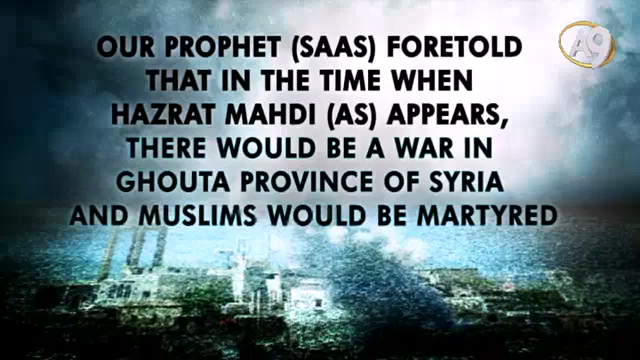 A9
OUR PROPHET (SAAS) FORETOLD
THAT IN THE TIME WHEN
HAZRAT MAHDI (AS) APPEARS,
THERE WOULD BE A WAR IN
GHOUTA PROVINCE OF SYRIA
AND MUSLIMS WOULD BE MARTYRED